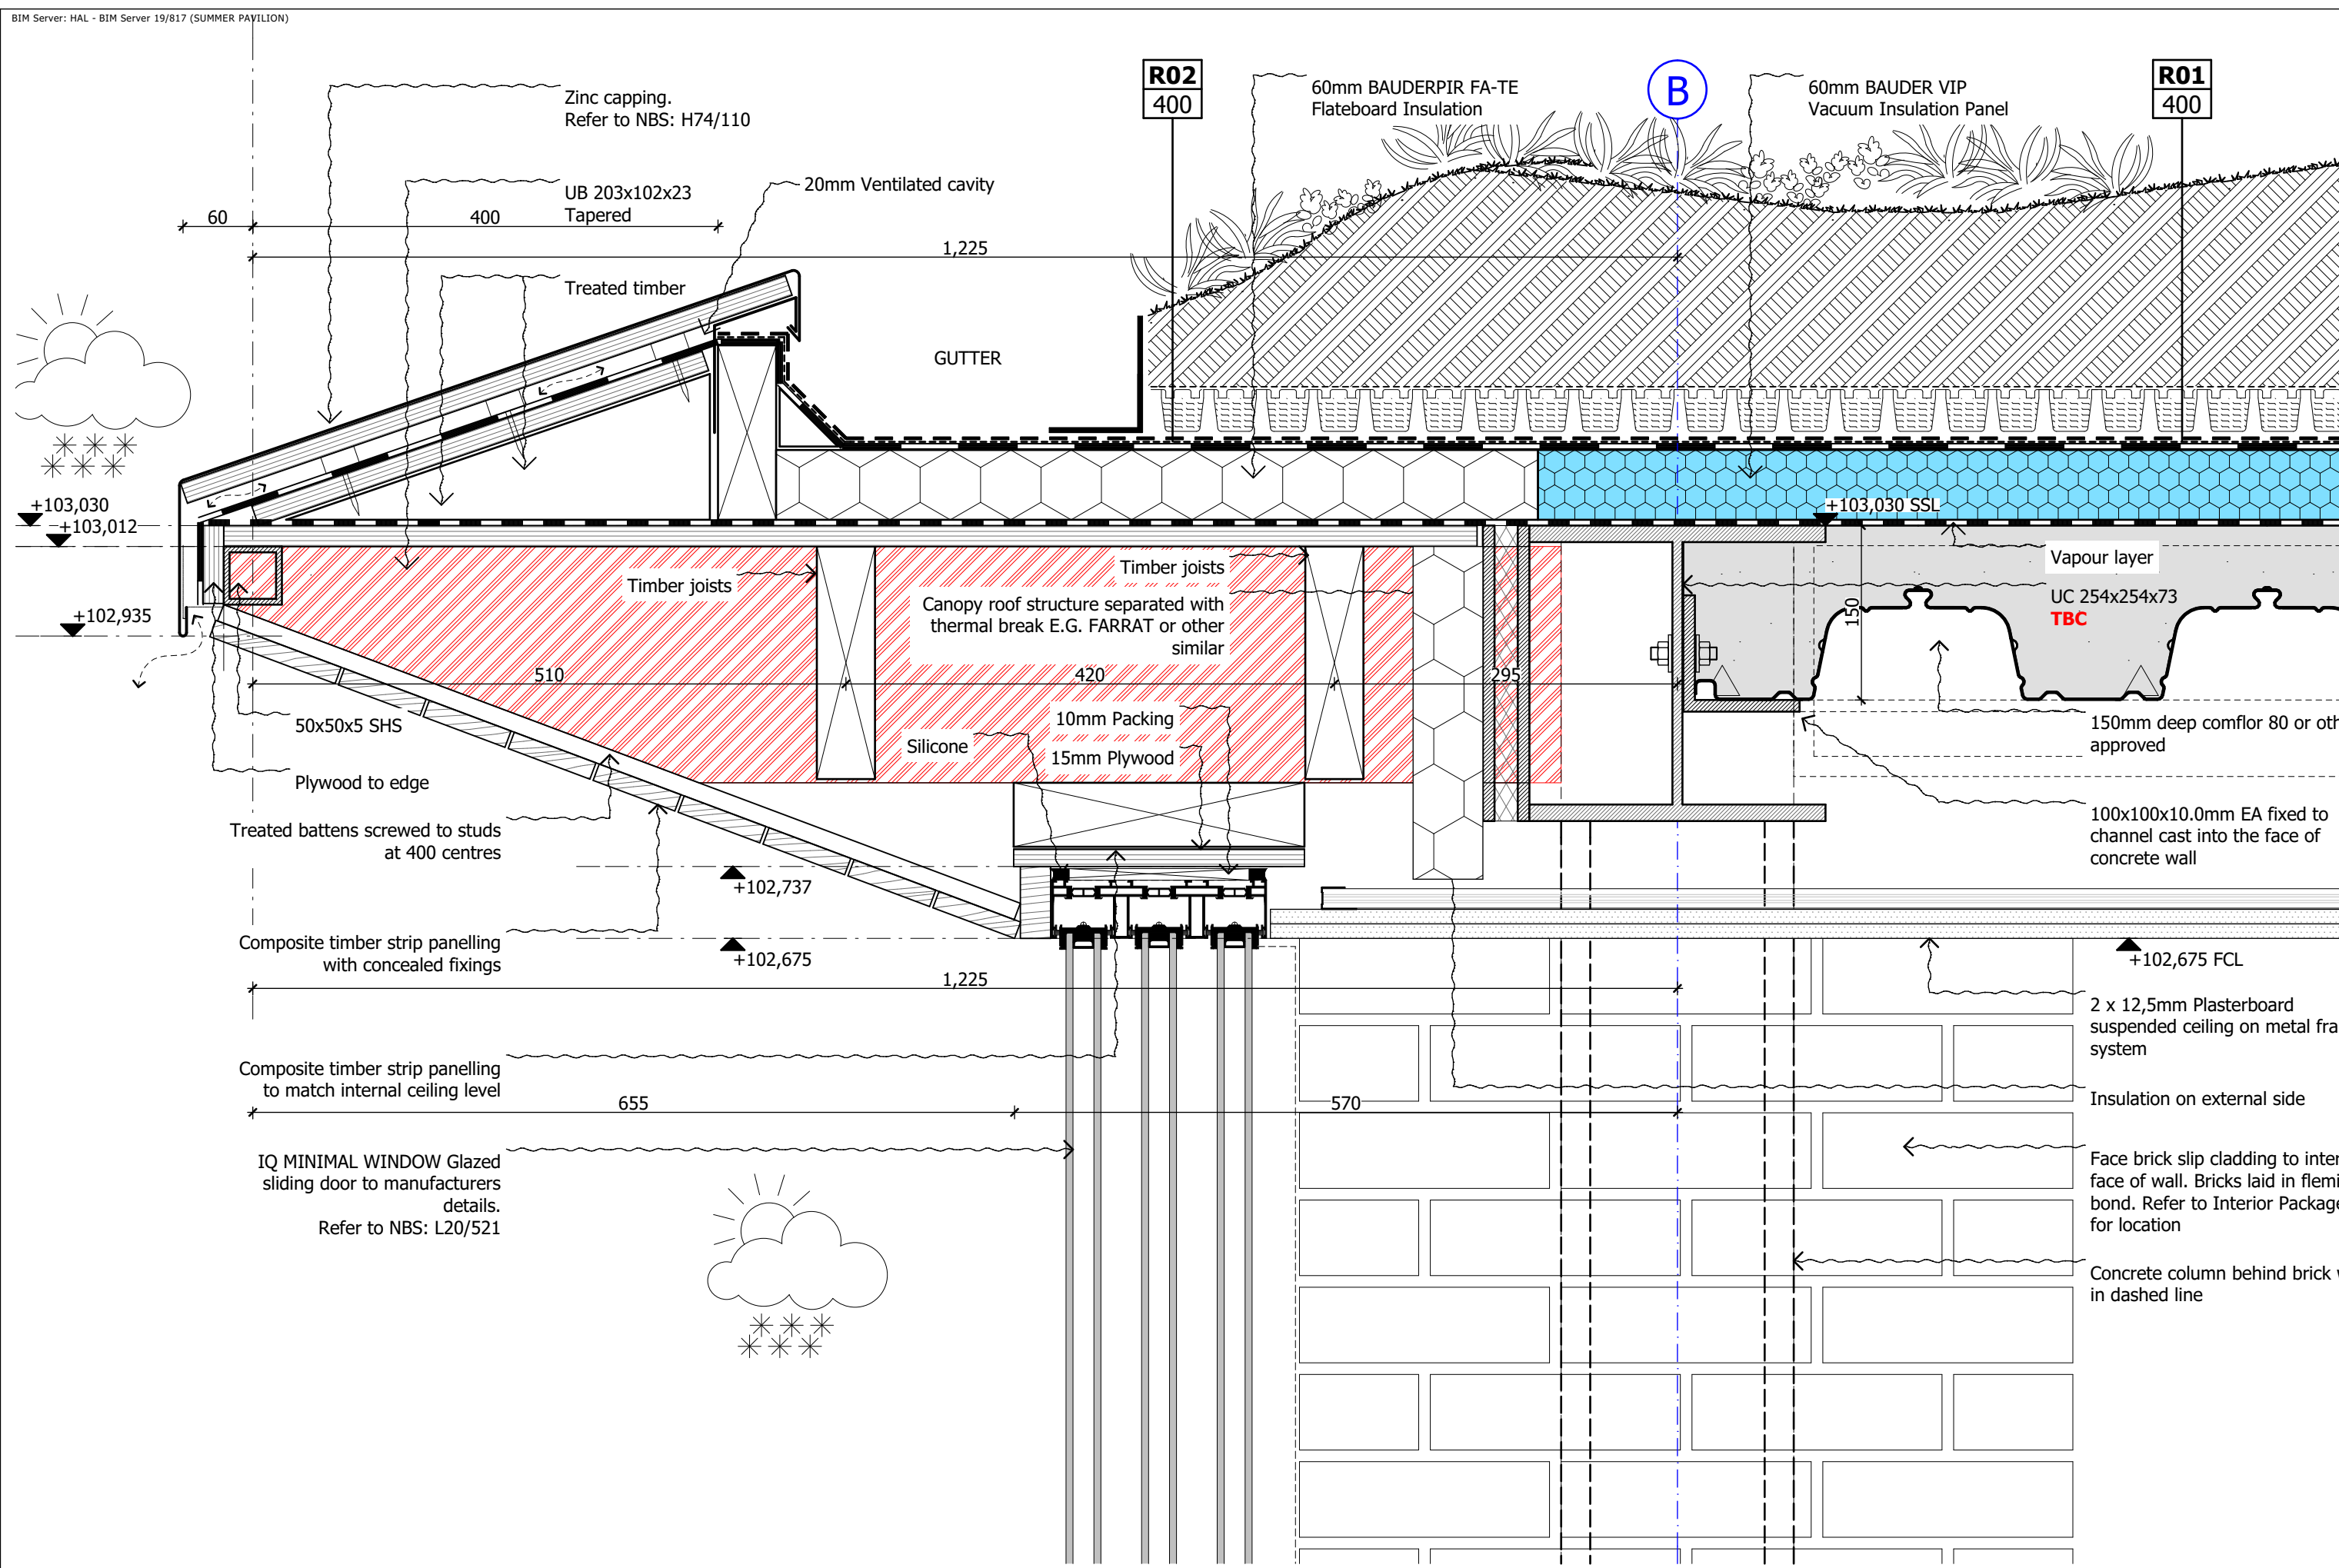 BIM Server: HAL - BIM Server 19/817 (SUMMER PAVILION)
Zinc capping.
Refer to NBS: H74/110
R02
400
60mm BAUDERPIR FA-TE
Flateboard Insulation
B
60mm BAUDER VIP
Vacuum Insulation Panel
R01
400
UB 203x102x23
Tapered
20mm Ventilated cavity
60
400
1,225
Treated timber
GUTTER
+103,030
+103,012
+102,935
+103,030 SSL
Timber joists
Timber joists
Canopy roof structure separated with
thermal break E.G. FARRAT or other
similar
Vapour layer
UC 254x254x73
TBC
150
510
420
295
50x50x5 SHS
Plywood to edge
Silicone
10mm Packing
15mm Plywood
150mm deep comflor 80 or oth
approved
Treated battens screwed to studs
at 400 centres
100x100x10.0mm EA fixed to
channel cast into the face of
concrete wall
+102,737
Composite timber strip panelling
with concealed fixings
+102,675
+102,675 FCL
1,225
2 x 12,5mm Plasterboard
suspended ceiling on metal fra
system
Composite timber strip panelling
to match internal ceiling level
655
570
Insulation on external side
IQ MINIMAL WINDOW Glazed
sliding door to manufacturers
details.
Refer to NBS: L20/521
Face brick slip cladding to inter
face of wall. Bricks laid in flemi
bond. Refer to Interior Package
for location
Concrete column behind brick w
in dashed line